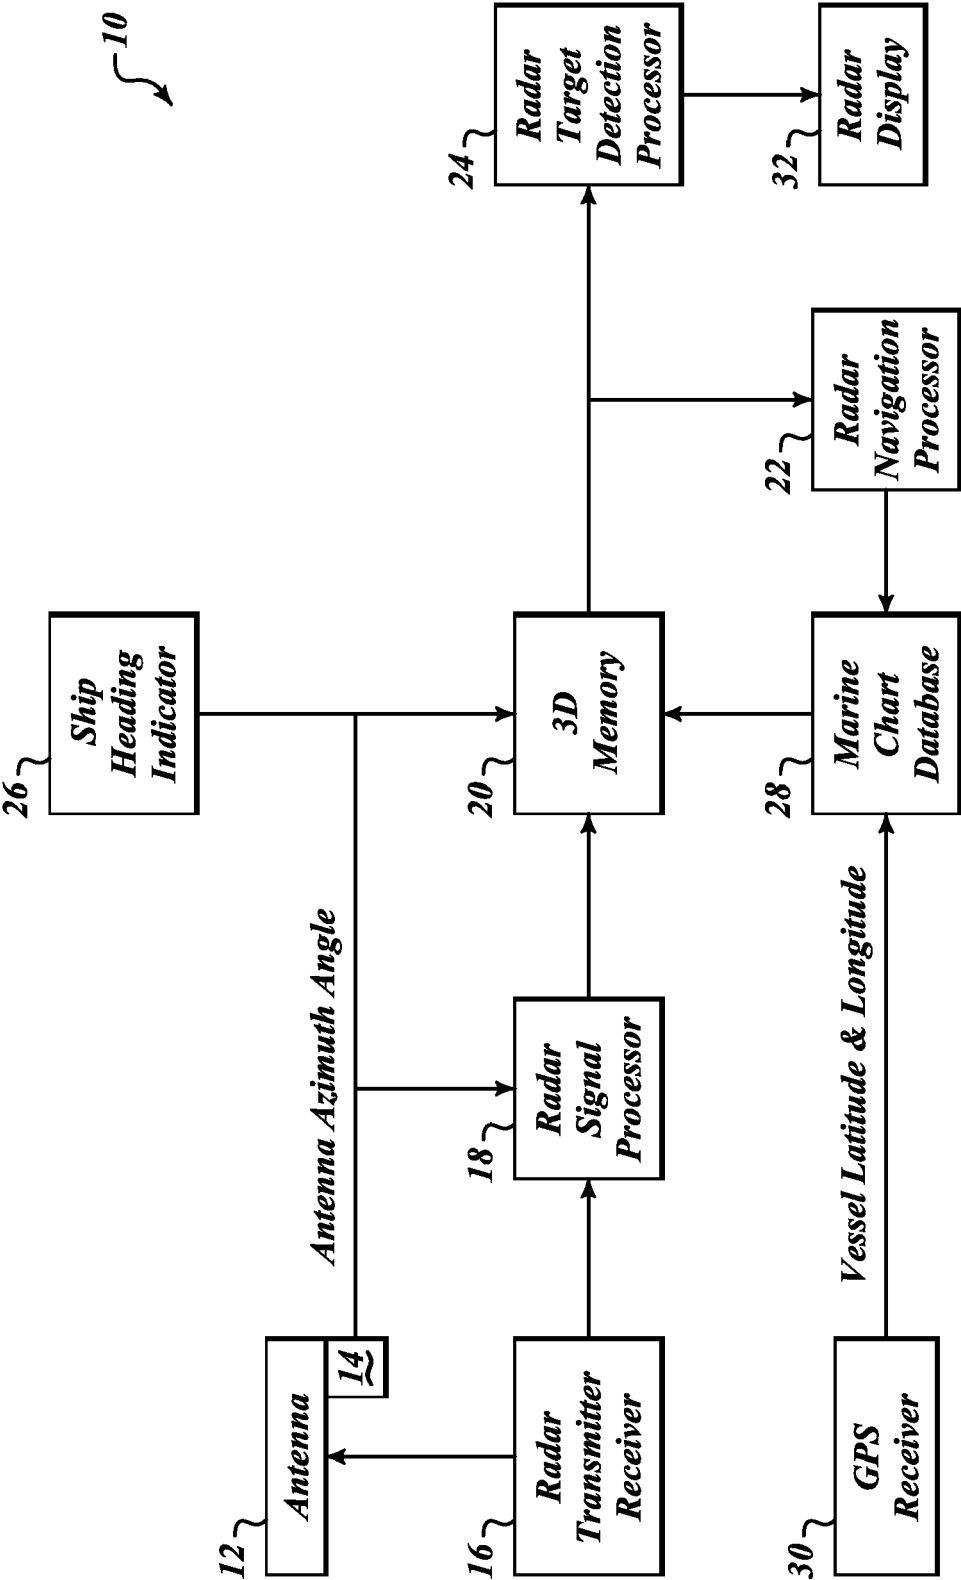 10
26
Ship
Heading
Indicator
12
Antenna
14
Antenna Azimuth Angle
16
Radar
Transmitter
Receiver
18
Radar
Signal
Processor
20
3D
Memory
24
Radar
Target
Detection
Processor
30
GPS
Receiver
Vessel Latitude & Longitude
28
Marine
Chart
Database
22
Radar
Navigation
Processor
32
Radar
Display